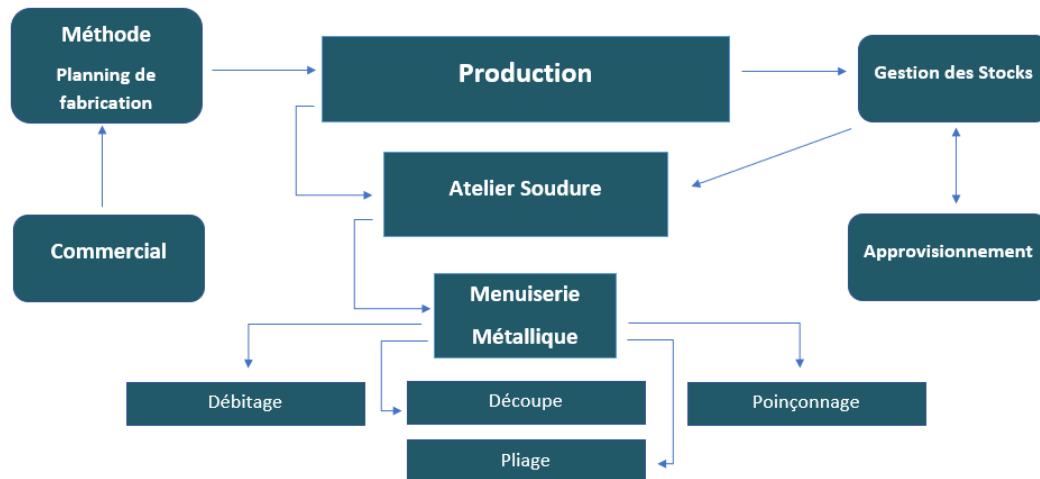 Méthode
Planning de
fabrication
Production
Gestion des Stocks
Atelier Soudure
Commercial
Approvisionnement
Menuiserie
Métallique
Débitage
Découpe
Poinçonnage
Pliage